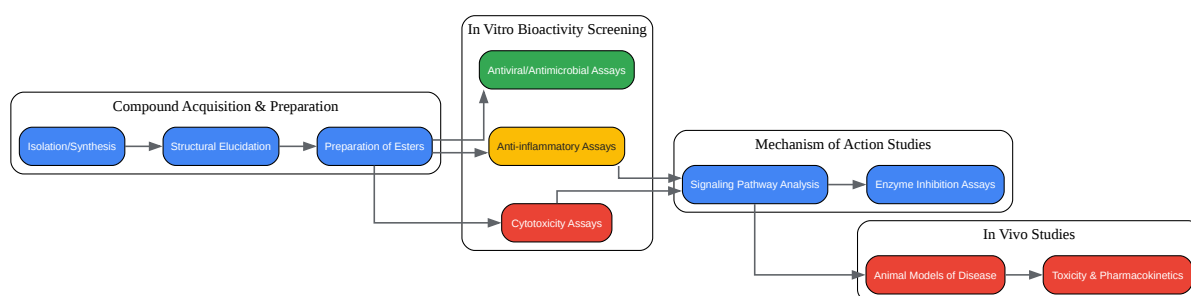 In Vitro Bioactivity Screening
Antiviral/Antimicrobial Assays
Compound Acquisition & Preparation
Isolation/Synthesis
Structural Elucidation
Preparation of Esters
Anti-inflammatory Assays
Cytotoxicity Assays
Mechanism of Action Studies
Signaling Pathway Analysis
Enzyme Inhibition Assays
In Vivo Studies
Animal Models of Disease
Toxicity & Pharmacokinetics